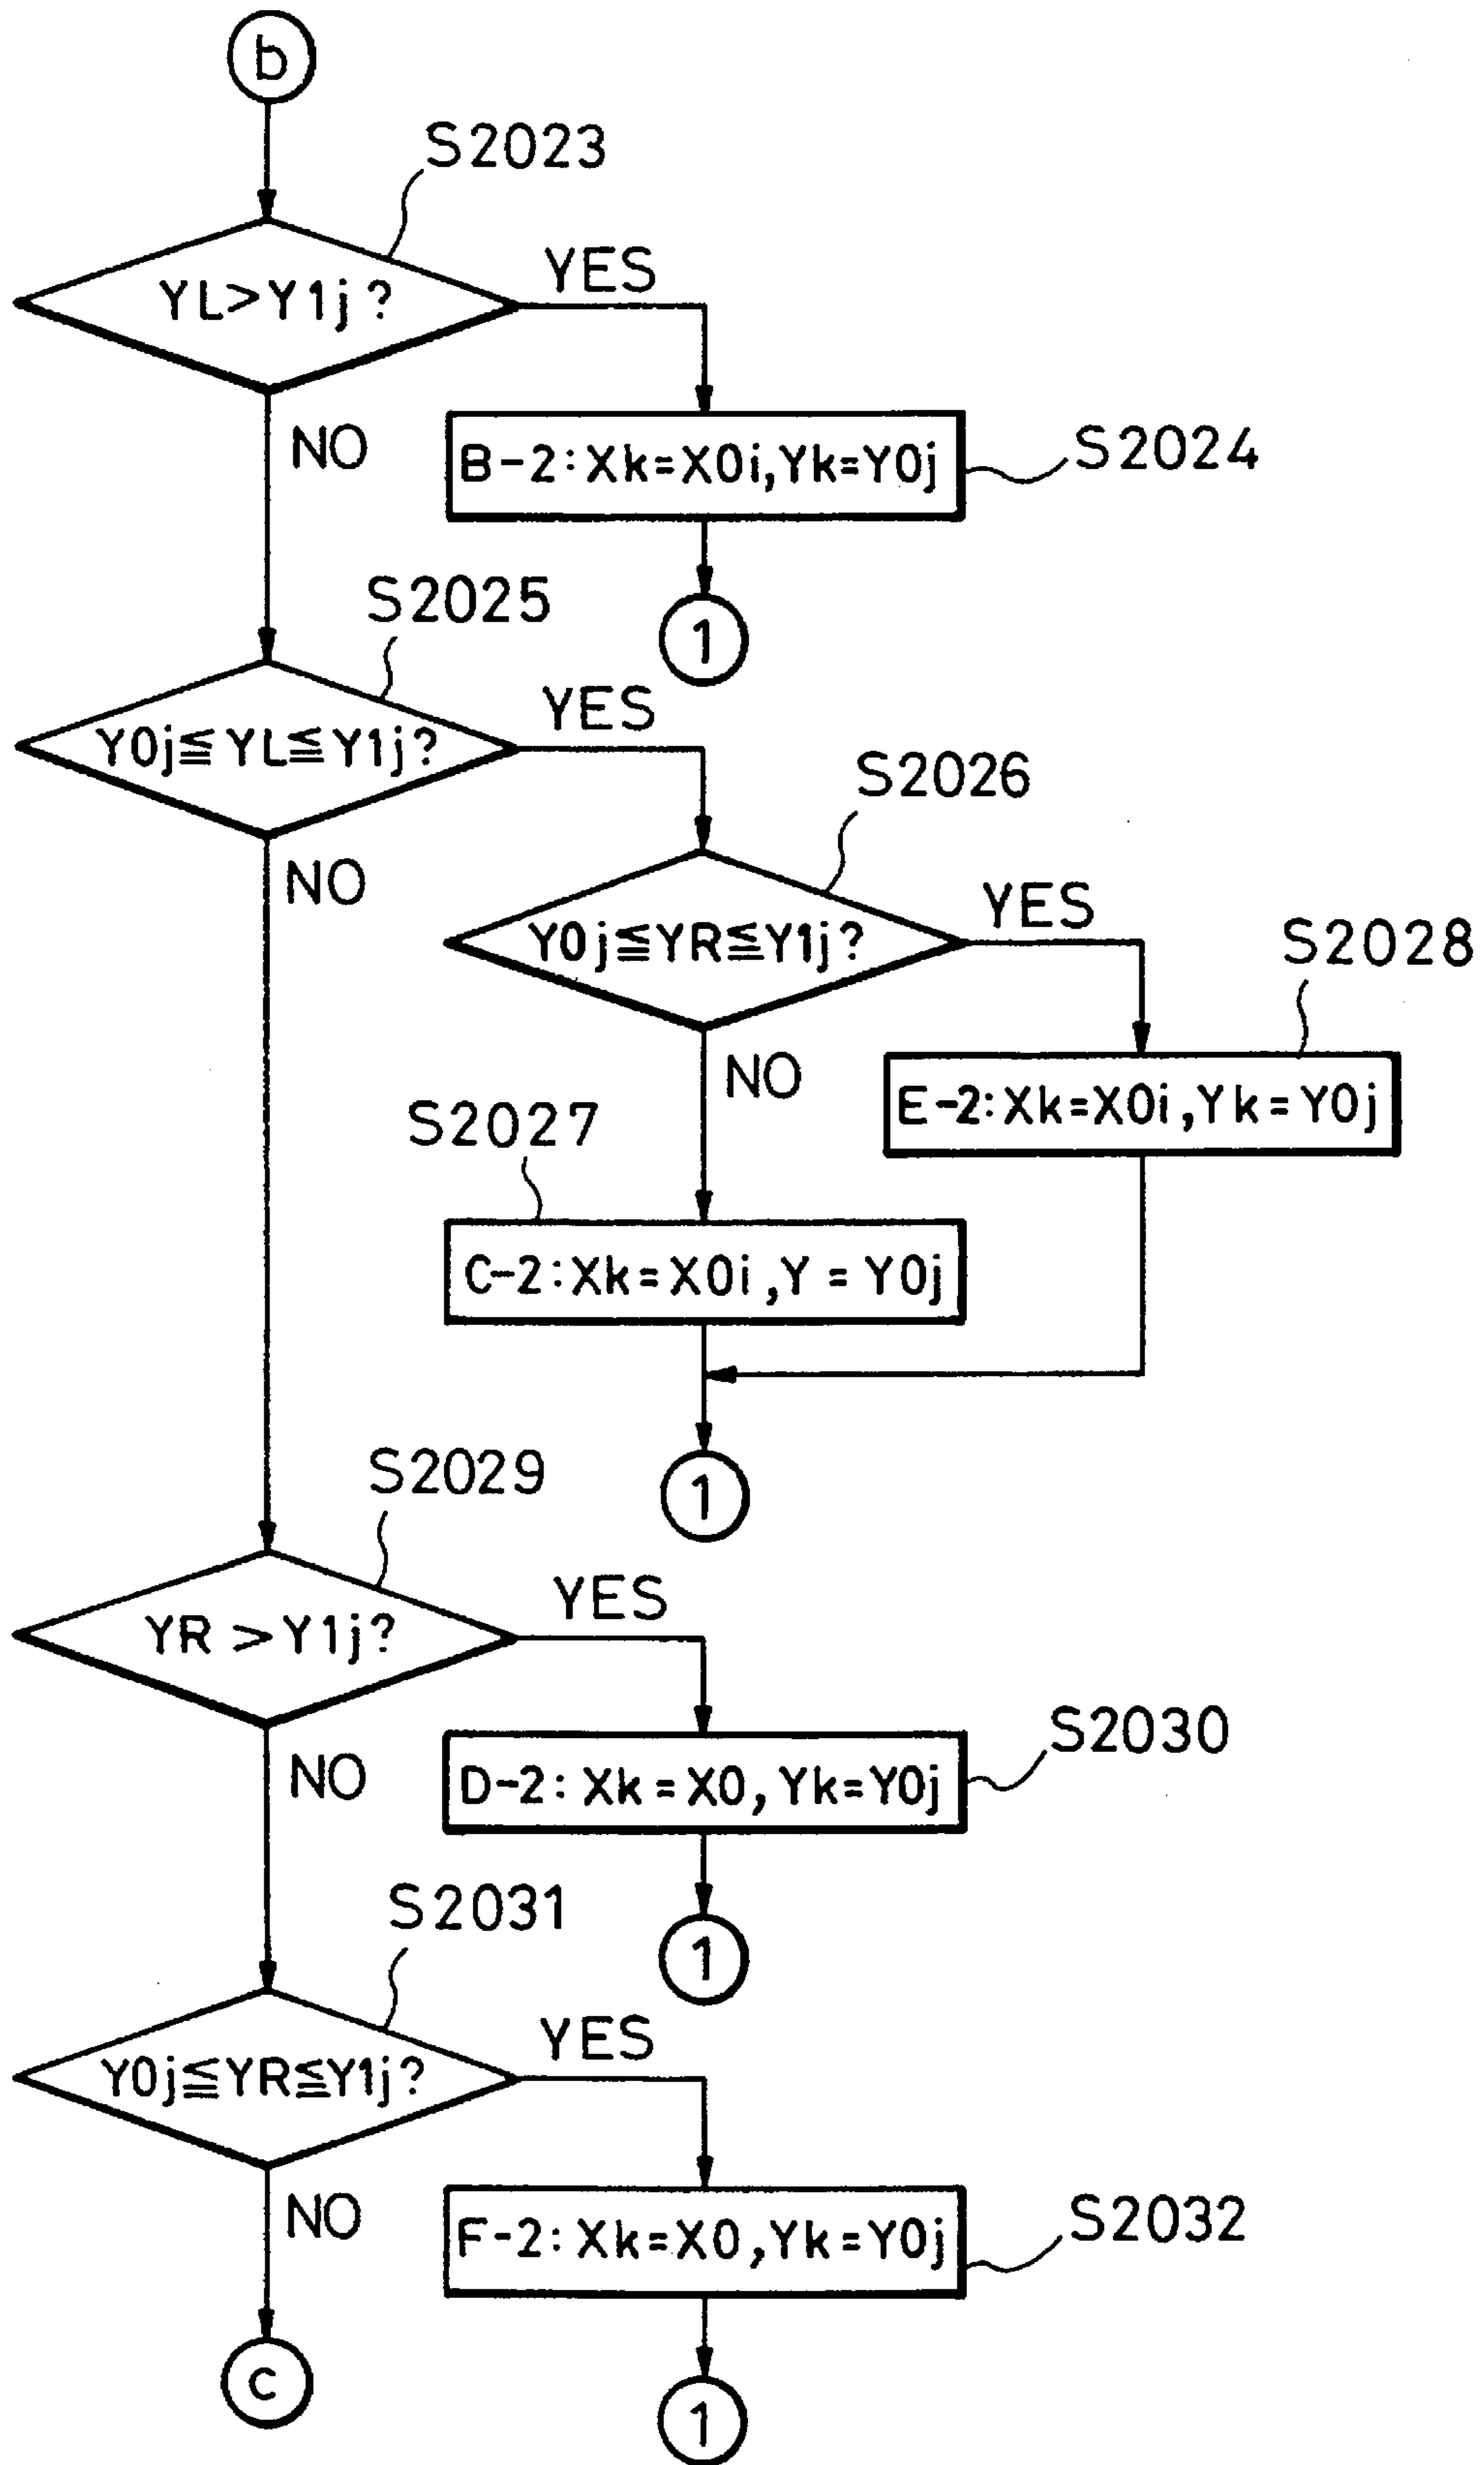 b
S2023
YL>Y1j?
YES
NO
B-2:Xk=X0i,Yk=Y0j
S2024
1
S2025
Y0j≦YL≦Y1j?
YES
NO
S2026
Y0j≦YR≦Y1j?
YES
NO
S2028
E-2:Xk=X0i,Yk=Y0j
S2027
C-2:Xk=X0i,Y=Y0j
1
S2029
YR>Y1j?
YES
NO
S2030
D-2:Xk=X0,Yk=Y0j
1
S2031
Y0j≦YR≦Y1j?
YES
NO
F-2:Xk=X0,Yk=Y0j
S2032
c
1